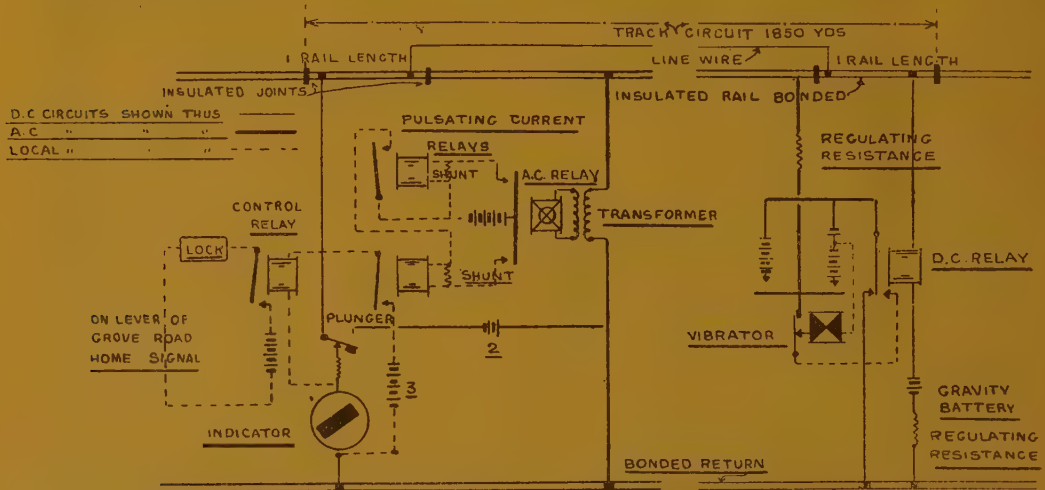 TRACK CIRCUIT 1850 YDS
1 RAIL LENGTH
LINE WIRE
1 RAIL LENGTH
INSULATED JOINTS
INSULATED RAIL BONDED
D.C CIRCUITS SHOWN THUS
A.C " " "
LOCAL " " "
PULSATING CURRENT
RELAYS
SHUNT
A.C. RELAY
TRANSFORMER
REGULATING
RESISTANCE
CONTROL
RELAY
LOCK
SHUNT
D.C. RELAY
PLUNGER
ON LEVER OF
GROVE ROAD
HOME SIGNAL
2
VIBRATOR
3
INDICATOR
GRAVITY
BATTERY
REGULATING
RESISTANCE
BONDED RETURN